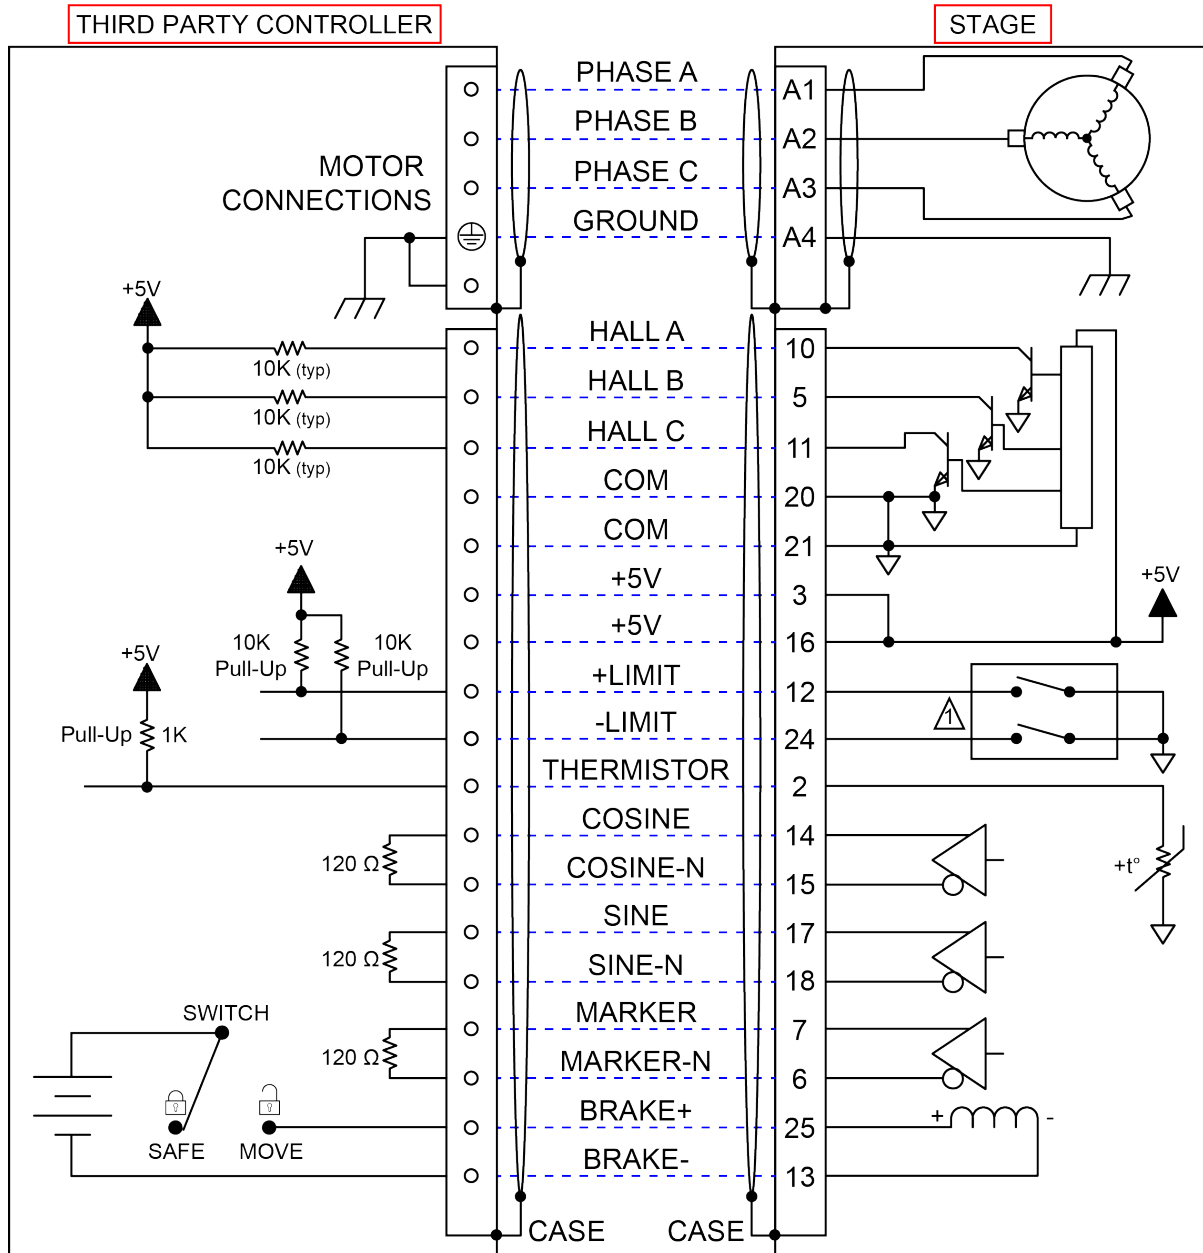 THIRD PARTY CONTROLLER
STAGE
MOTOR
CONNECTIONS
PHASE A
A1
PHASE B
A2
PHASE C
A3
GROUND
A4
+5V
10K (typ)
10K (typ)
10K (typ)
HALL A
10
HALL B
5
HALL C
11
COM
20
COM
21
+5V
3
+5V
16
+5V
+5V
10K
Pull-Up
10K
Pull-Up
+LIMIT
12
-LIMIT
24
1
+5V
Pull-Up
1K
THERMISTOR
2
+t°
COSINE
14
120 Ω
COSINE-N
15
SINE
17
120 Ω
SINE-N
18
MARKER
7
120 Ω
MARKER-N
6
SWITCH
SAFE
MOVE
BRAKE+
25
+
-
BRAKE-
13
CASE
CASE